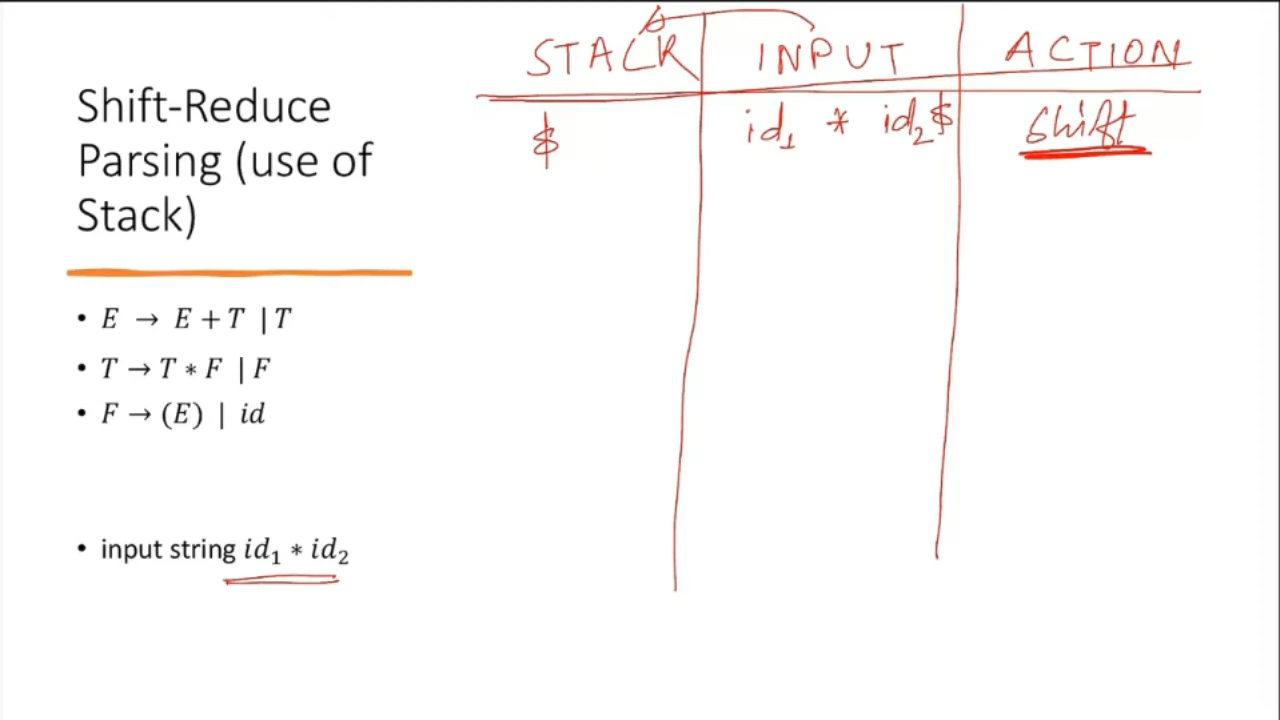 Shift-Reduce
Parsing (use of
Stack)
• E → E + T | T
• T → T * F | F
• F → (E) | id
• input string id₁ * id₂
STACK INPUT ACTION
$ id₁ * id₂$ Shift